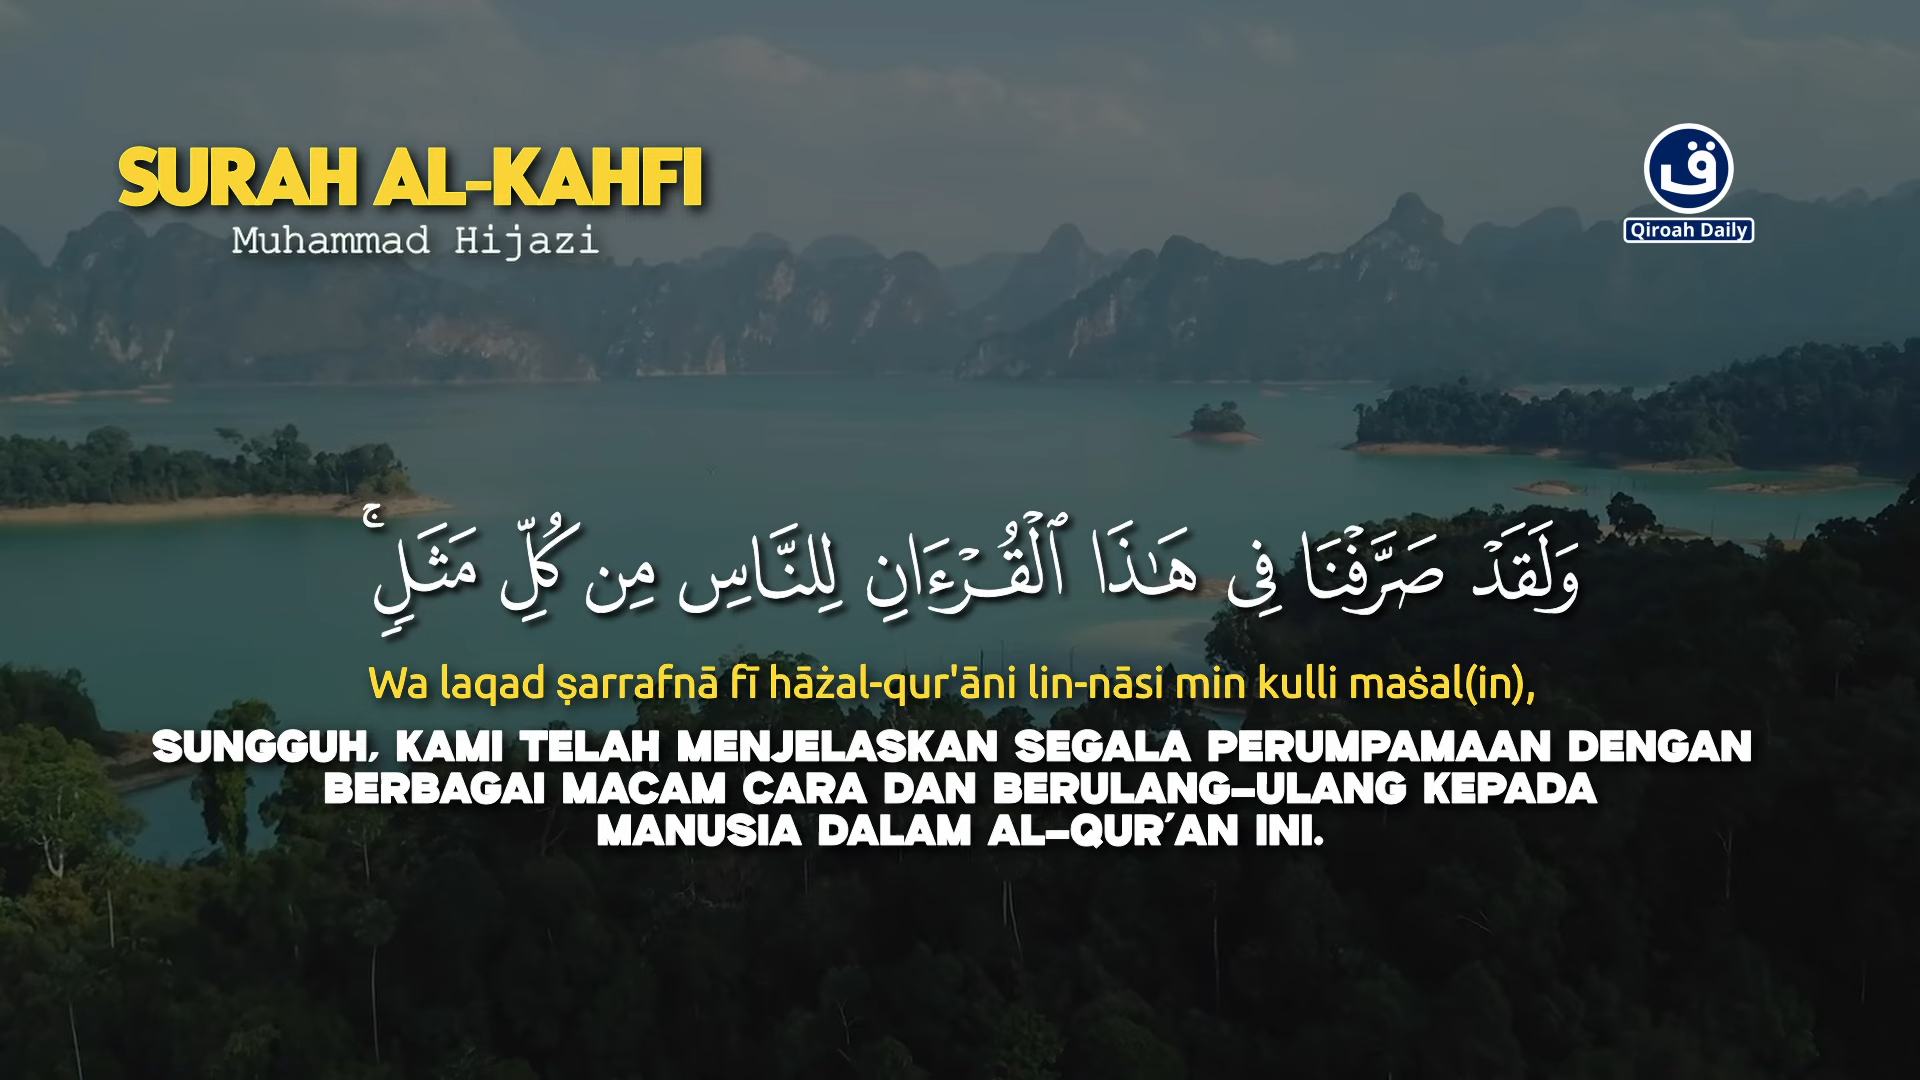 SURAH AL-KAHFI
Muhammad Hijazi
ق
Qiroah Daily
وَلَقَدْ صَرَّفْنَا فِي هَـٰذَا ٱلْقُرْءَانِ لِلنَّاسِ مِن كُلِّ مَثَلٍۚ
Wa laqad ṣarrafnā fī hāżal-qur'āni lin-nāsi min kulli maṡal(in),
SUNGGUH, KAMI TELAH MENJELASKAN SEGALA PERUMPAMAAN DENGAN
BERBAGAI MACAM CARA DAN BERULANG-ULANG KEPADA
MANUSIA DALAM AL-QUR'AN INI.